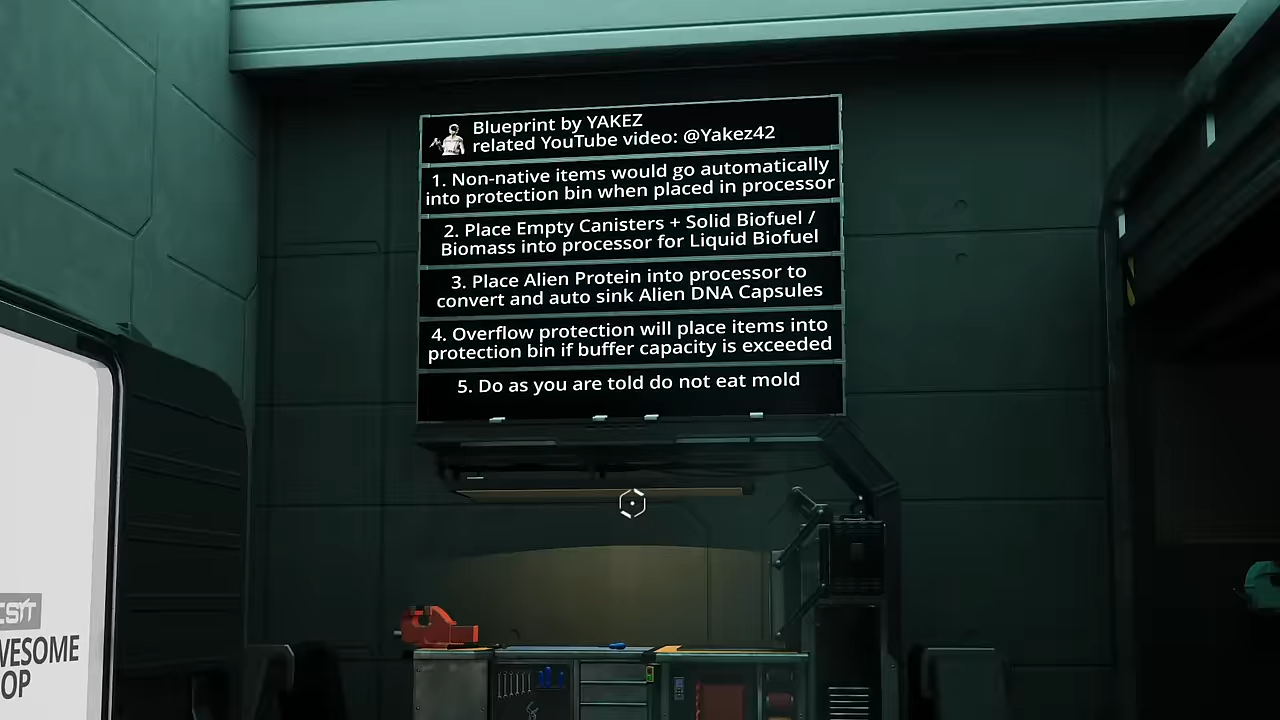 Blueprint by YAKEZ
related YouTube video: @Yakez42
1. Non-native items would go automatically
into protection bin when placed in processor
2. Place Empty Canisters + Solid Biofuel /
Biomass into processor for Liquid Biofuel
3. Place Alien Protein into processor to
convert and auto sink Alien DNA Capsules
4. Overflow protection will place items into
protection bin if buffer capacity is exceeded
5. Do as you are told do not eat mold
WESOME
OP